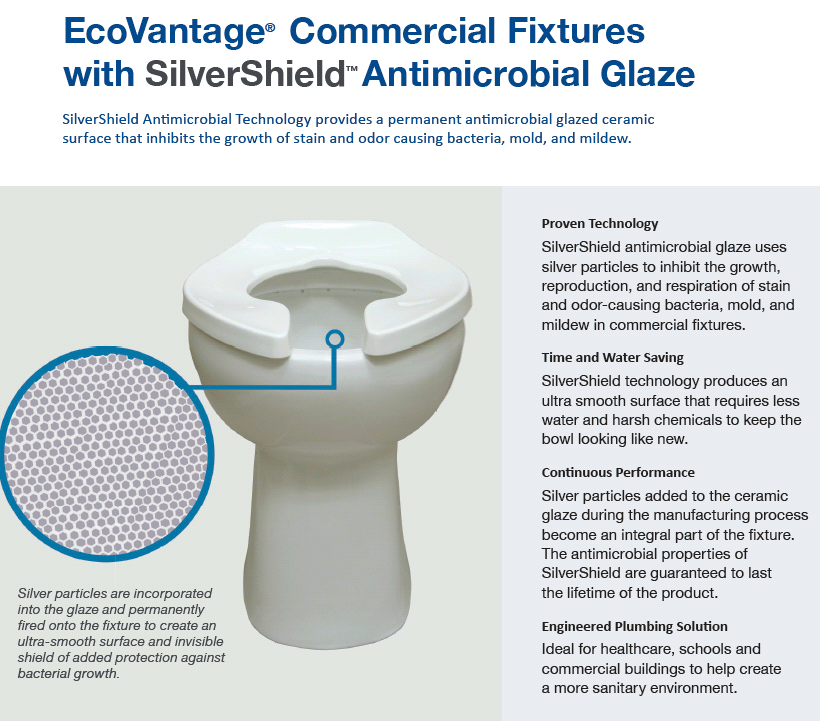 EcoVantage® Commercial Fixtures
with SilverShield™ Antimicrobial Glaze
SilverShield Antimicrobial Technology provides a permanent antimicrobial glazed ceramic
surface that inhibits the growth of stain and odor causing bacteria, mold, and mildew.
Silver particles are incorporated
into the glaze and permanently
fired onto the fixture to create an
ultra-smooth surface and invisible
shield of added protection against
bacterial growth.
Proven Technology
SilverShield antimicrobial glaze uses
silver particles to inhibit the growth,
reproduction, and respiration of stain
and odor-causing bacteria, mold, and
mildew in commercial fixtures.
Time and Water Saving
SilverShield technology produces an
ultra smooth surface that requires less
water and harsh chemicals to keep the
bowl looking like new.
Continuous Performance
Silver particles added to the ceramic
glaze during the manufacturing process
become an integral part of the fixture.
The antimicrobial properties of
SilverShield are guaranteed to last
the lifetime of the product.
Engineered Plumbing Solution
Ideal for healthcare, schools and
commercial buildings to help create
a more sanitary environment.